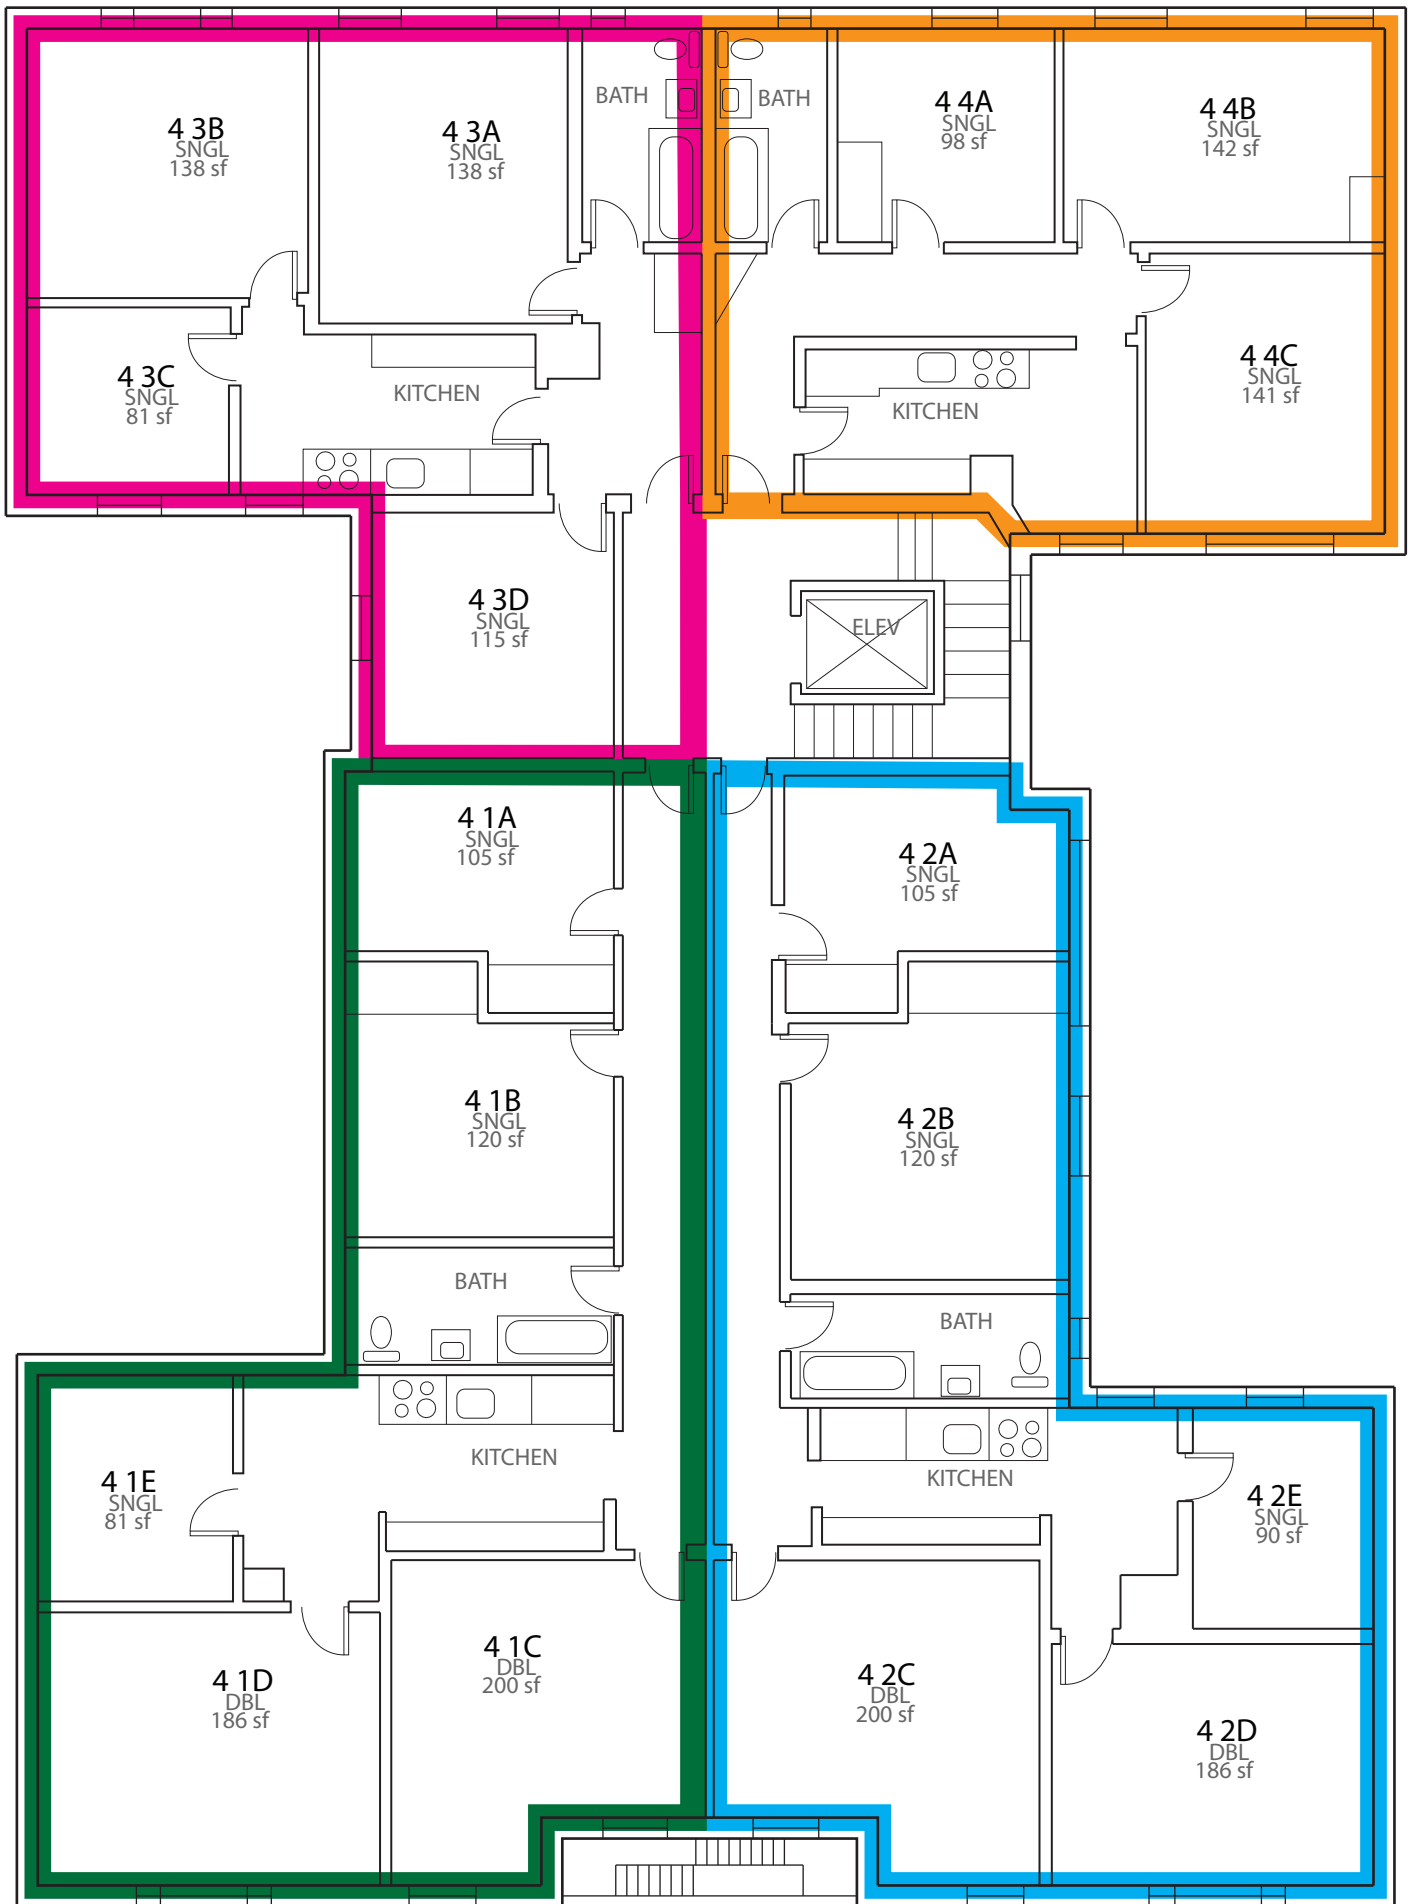 4 3B
SNGL
138 sf
4 3A
SNGL
138 sf
BATH
BATH
4 4A
SNGL
98 sf
4 4B
SNGL
142 sf
4 3C
SNGL
81 sf
KITCHEN
KITCHEN
4 4C
SNGL
141 sf
4 3D
SNGL
115 sf
ELEV
4 1A
SNGL
105 sf
4 2A
SNGL
105 sf
4 1B
SNGL
120 sf
4 2B
SNGL
120 sf
BATH
BATH
KITCHEN
KITCHEN
4 1E
SNGL
81 sf
4 2E
SNGL
90 sf
4 1D
DBL
186 sf
4 1C
DBL
200 sf
4 2C
DBL
200 sf
4 2D
DBL
186 sf